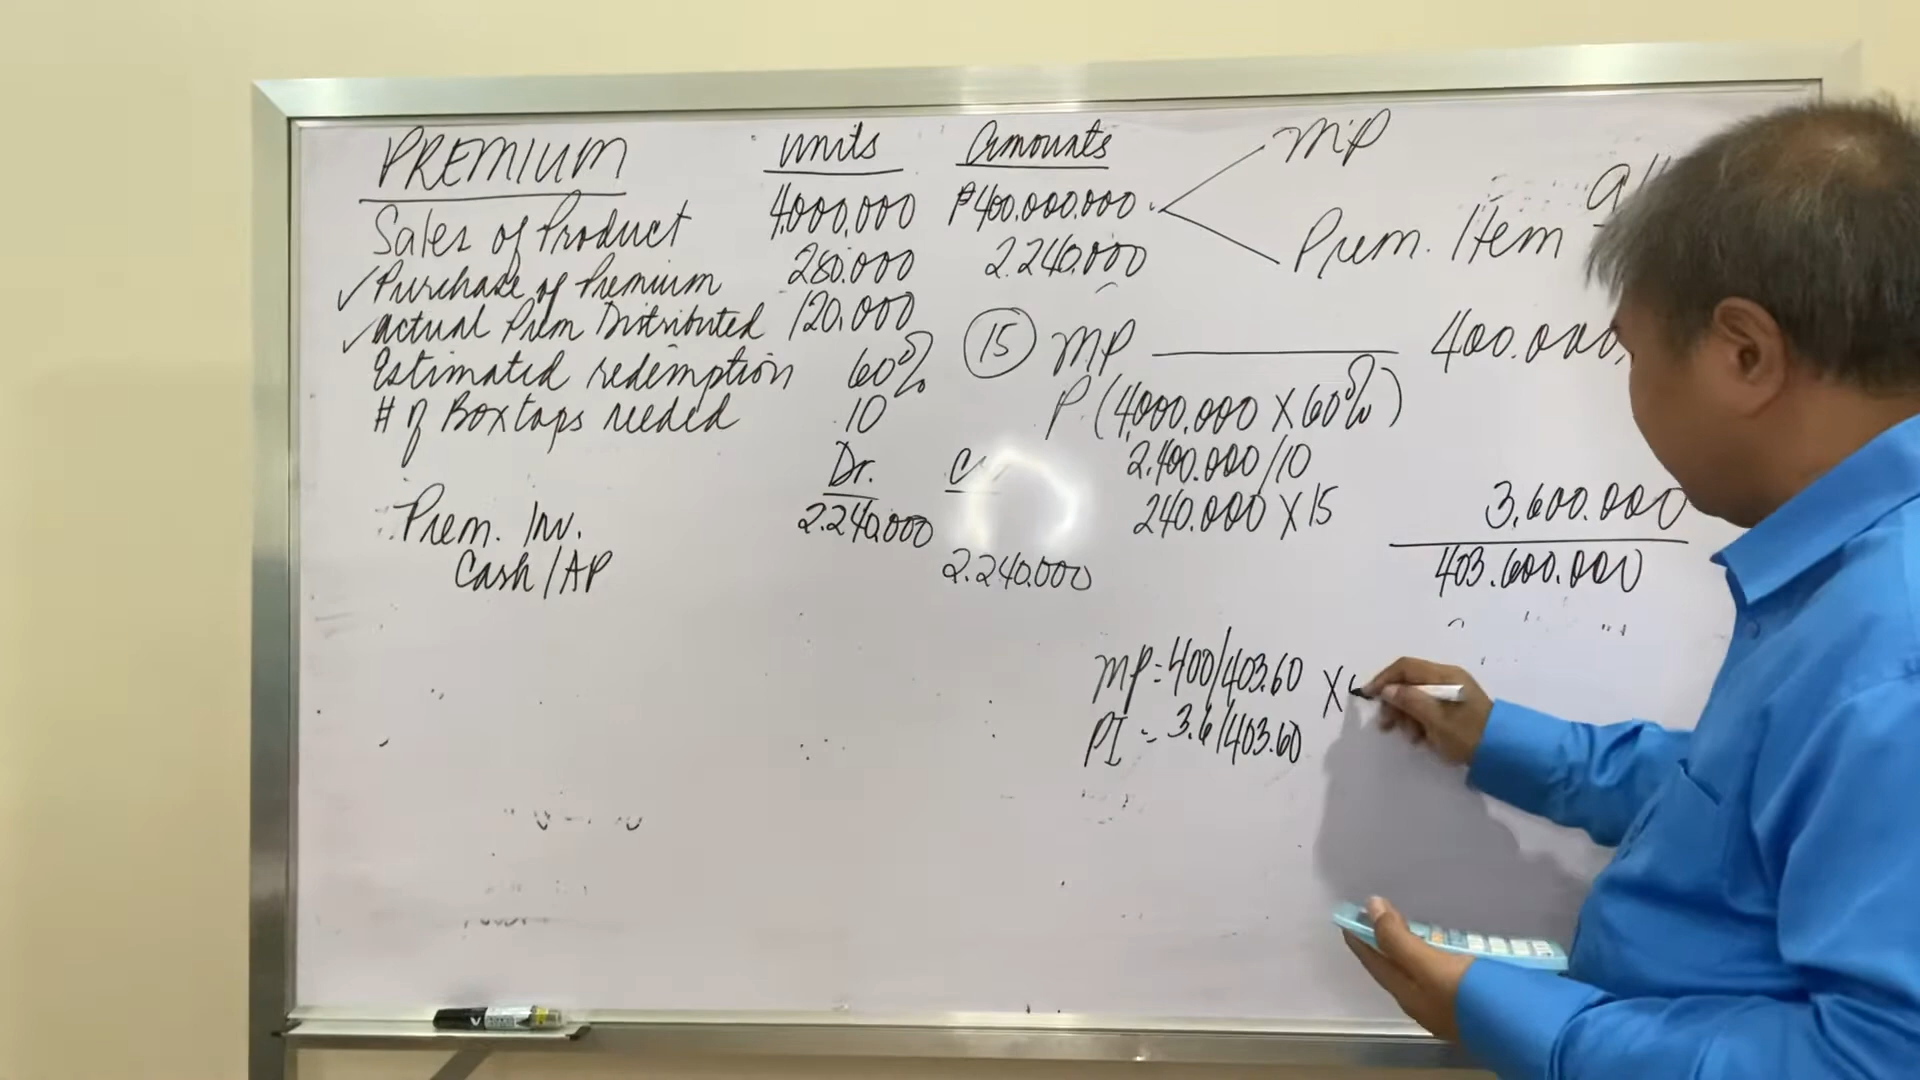 PREMIUM units Amounts
Sales of Product 4,000,000 ₱400.000.000
✓ Purchase of Premium 280.000 2.240.000
✓ Actual Prem Distributed 120,000
Estimated redemption 60%
# of Boxtops needed 10
Dr.
Prem. Inv. 2.240.000
Cash/AP 2.240.000
MP
Prem. Item
15 MP 400.000,
P (4,000.000 X 60%)
2.400.000/10
240.000 X 15 3,600.000
403.600.000
MP = 400/403.60 X
PI = 3.6/403.60